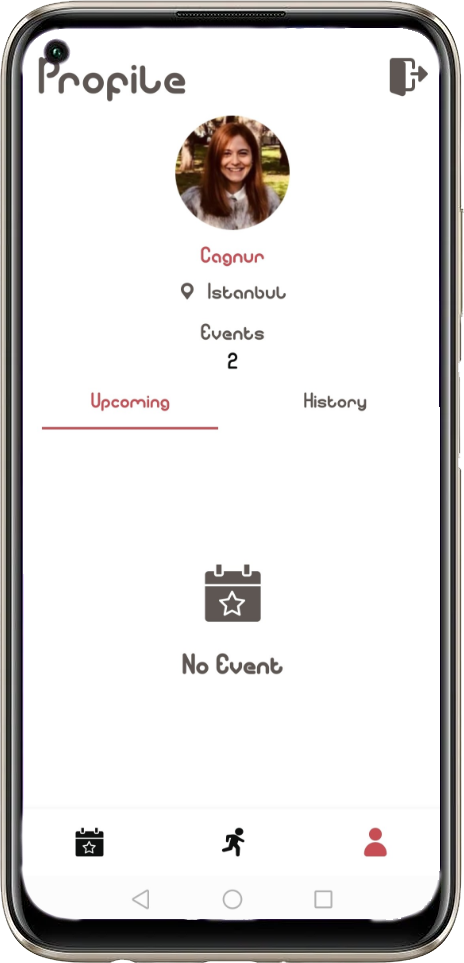 Profile
Cagnur
Istanbul
Events
2
Upcoming History
No Event